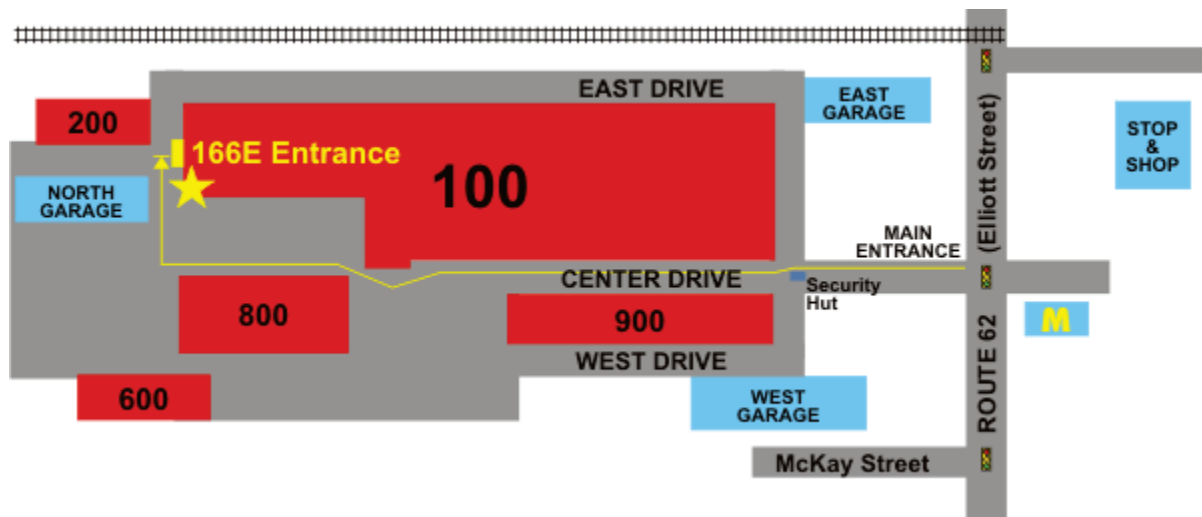 EAST DRIVE
200
EAST
GARAGE
166E Entrance
100
STOP
&
SHOP
NORTH
GARAGE
(Elliott Street)
MAIN
ENTRANCE
CENTER DRIVE
Security
Hut
800
900
M
ROUTE 62
WEST DRIVE
600
WEST
GARAGE
McKay Street